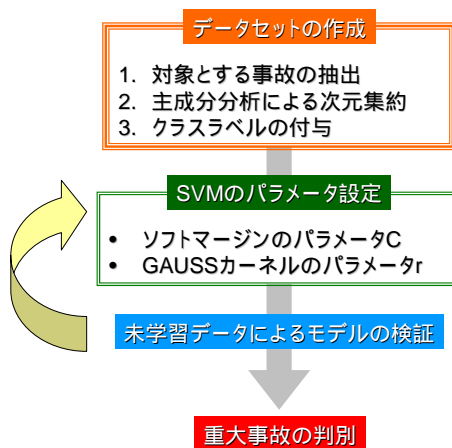 データセットの作成
1. 対象とする事故の抽出
2. 主成分分析による次元集約
3. クラスラベルの付与
SVMのパラメータ設定
• ソフトマージンのパラメータC
• GAUSSカーネルのパラメータr
未学習データによるモデルの検証
重大事故の判別